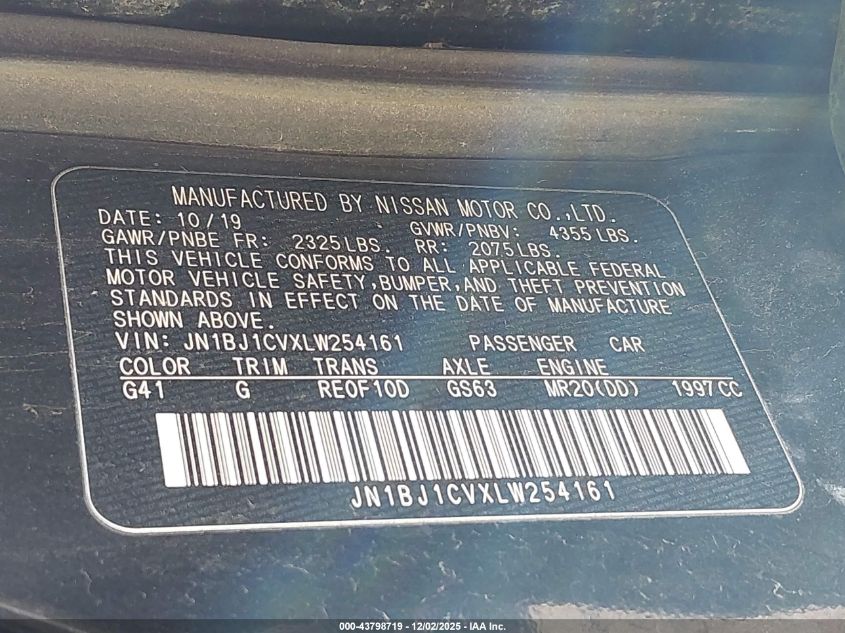 MANUFACTURED BY NISSAN MOTOR CO.,LTD.
DATE: 10/19 GVWR/PNBV: 4355 LBS.
GAWR/PNBE FR: 2325 LBS. RR: 2075 LBS.
THIS VEHICLE CONFORMS TO ALL APPLICABLE FEDERAL
MOTOR VEHICLE SAFETY, BUMPER, AND THEFT PREVENTION
STANDARDS IN EFFECT ON THE DATE OF MANUFACTURE
SHOWN ABOVE.
VIN: JN1BJ1CVXLW254161 PASSENGER CAR
COLOR TRIM TRANS AXLE ENGINE
G41 G RE0F10D GS63 MR20(DD) 1997 CC
JN1BJ1CVXLW254161
000-43798719 - 12/02/2025 - IAA Inc.